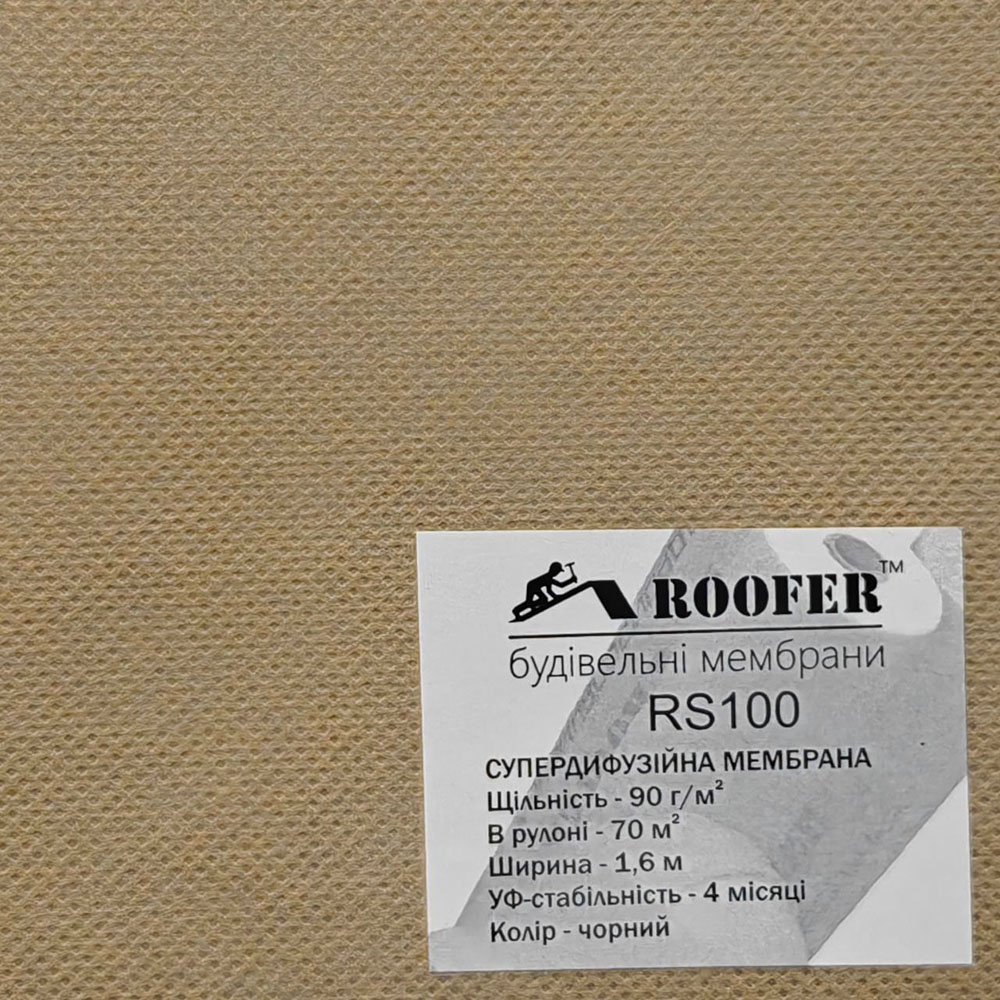 ROOFER™
будівельні мембрани
RS100
СУПЕРДИФУЗІЙНА МЕМБРАНА
Щільність - 90 г/м²
В рулоні - 70 м²
Ширина - 1,6 м
УФ-стабільність - 4 місяці
Колір - чорний